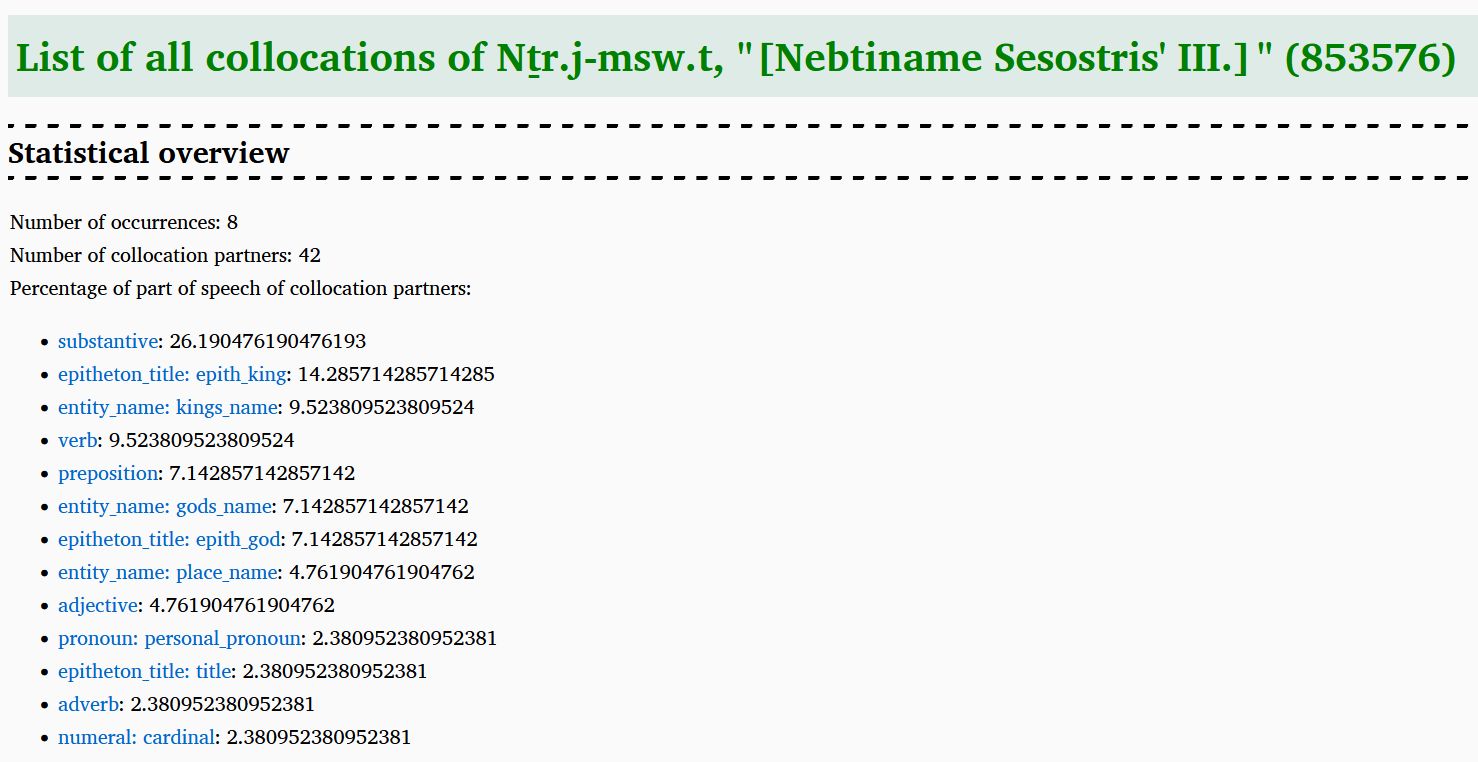 List of all collocations of Nṯr.j-msw.t, "[Nebtiname Sesostris' III.]" (853576)
Statistical overview
Number of occurrences: 8
Number of collocation partners: 42
Percentage of part of speech of collocation partners:
• substantive: 26.190476190476193
• epitheton_title: epith_king: 14.285714285714285
• entity_name: kings_name: 9.523809523809524
• verb: 9.523809523809524
• preposition: 7.142857142857142
• entity_name: gods_name: 7.142857142857142
• epitheton_title: epith_god: 7.142857142857142
• entity_name: place_name: 4.761904761904762
• adjective: 4.761904761904762
• pronoun: personal_pronoun: 2.380952380952381
• epitheton_title: title: 2.380952380952381
• adverb: 2.380952380952381
• numeral: cardinal: 2.380952380952381